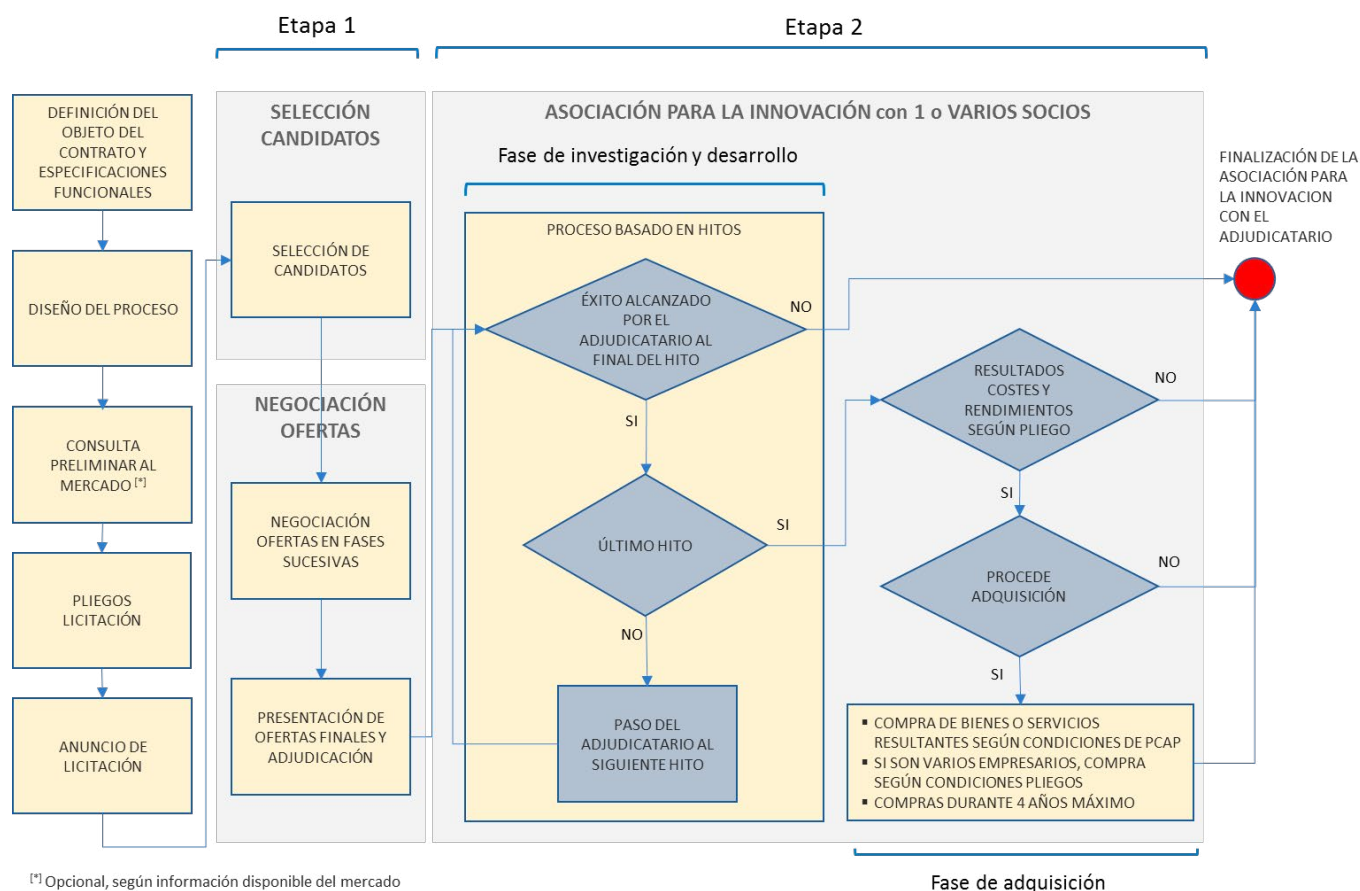 Etapa 1
Etapa 2
DEFINICIÓN DEL
OBJETO DEL
CONTRATO Y
ESPECIFICACIONES
FUNCIONALES
DISEÑO DEL PROCESO
CONSULTA
PRELIMINAR AL
MERCADO [*]
PLIEGOS
LICITACIÓN
ANUNCIO DE
LICITACIÓN
SELECCIÓN
CANDIDATOS
SELECCIÓN DE
CANDIDATOS
NEGOCIACIÓN
OFERTAS
NEGOCIACIÓN
OFERTAS EN FASES
SUCESIVAS
PRESENTACIÓN DE
OFERTAS FINALES Y
ADJUDICACIÓN
ASOCIACIÓN PARA LA INNOVACIÓN con 1 o VARIOS SOCIOS
Fase de investigación y desarrollo
PROCESO BASADO EN HITOS
ÉXITO ALCANZADO
POR EL
ADJUDICATARIO AL
FINAL DEL HITO
NO
SI
ÚLTIMO HITO
SI
NO
PASO DEL
ADJUDICATARIO AL
SIGUIENTE HITO
RESULTADOS
COSTES Y
RENDIMIENTOS
SEGÚN PLIEGO
NO
SI
PROCEDE
ADQUISICIÓN
NO
SI
▪ COMPRA DE BIENES O SERVICIOS
RESULTANTES SEGÚN CONDICIONES DE PCAP
▪ SI SON VARIOS EMPRESARIOS, COMPRA
SEGÚN CONDICIONES PLIEGOS
▪ COMPRAS DURANTE 4 AÑOS MÁXIMO
FINALIZACIÓN DE LA
ASOCIACIÓN PARA
LA INNOVACION
CON EL
ADJUDICATARIO
[*] Opcional, según información disponible del mercado
Fase de adquisición